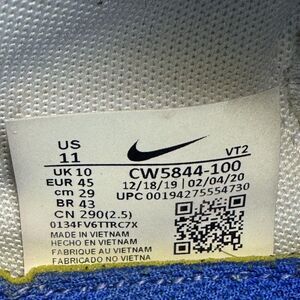 US
11
VT2
UK 10
EUR 45
cm 29
BR 43
CN 290(2.5)
CW5844-100
12/18/19 | 02/04/20
UPC 00194275554730
0134FV6TTRC7X
MADE IN VIETNAM
HECHO EN VIETNAM
FABRIQUE AU VIETNAM
FABRICADO NO VIETNA